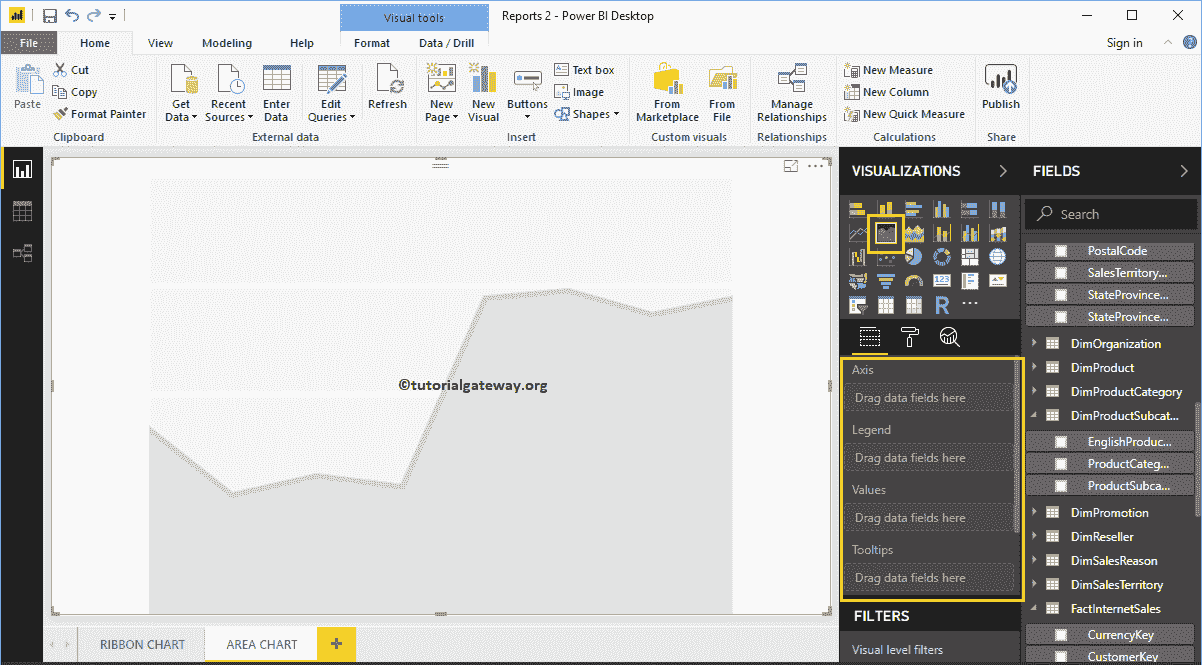 Visual tools
Reports 2 - Power BI Desktop
File
Home
View
Modeling
Help
Format
Data / Drill
Sign in
Paste
Cut
Copy
Format Painter
Clipboard
Get
Data
Recent
Sources
Enter
Data
Edit
Queries
External data
Refresh
New
Page
New
Visual
Buttons
Text box
Image
Shapes
Insert
From
Marketplace
From
File
Custom visuals
Manage
Relationships
Relationships
New Measure
New Column
New Quick Measure
Calculations
Publish
Share
©tutorialgateway.org
RIBBON CHART
AREA CHART
+
VISUALIZATIONS
123
R
Axis
Drag data fields here
Legend
Drag data fields here
Values
Drag data fields here
Tooltips
Drag data fields here
FILTERS
Visual level filters
FIELDS
Search
PostalCode
SalesTerritory...
StateProvince...
StateProvince...
DimOrganization
DimProduct
DimProductCategory
DimProductSubcat...
EnglishProduc...
ProductCateg...
ProductSubca...
DimPromotion
DimReseller
DimSalesReason
DimSalesTerritory
FactInternetSales
CurrencyKey
CustomerKey